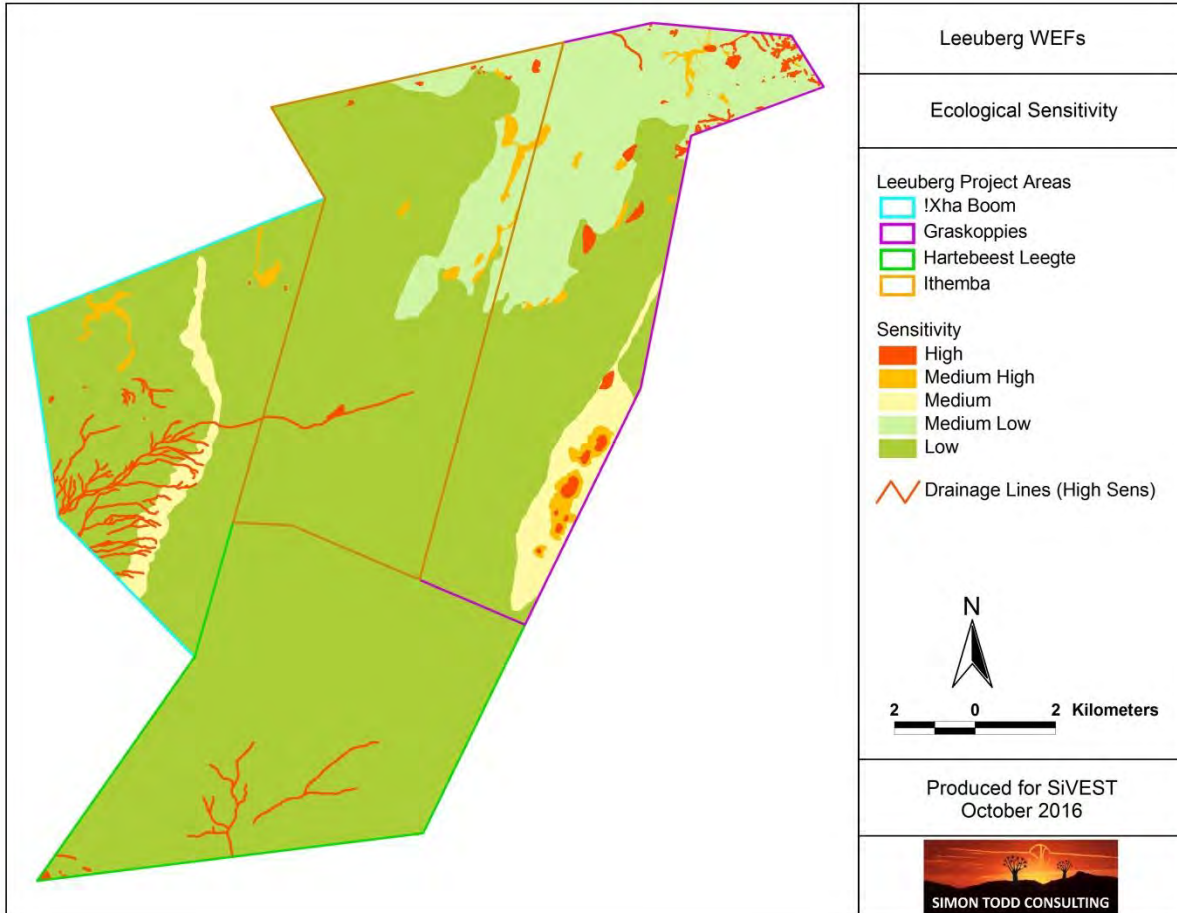 Leeuberg WEFs
Ecological Sensitivity
Leeuberg Project Areas
!Xha Boom
Graskoppies
Hartebeest Leegte
Ithemba
Sensitivity
High
Medium High
Medium
Medium Low
Low
Drainage Lines (High Sens)
N
2 0 2 Kilometers
Produced for SiVEST
October 2016
SIMON TODD CONSULTING